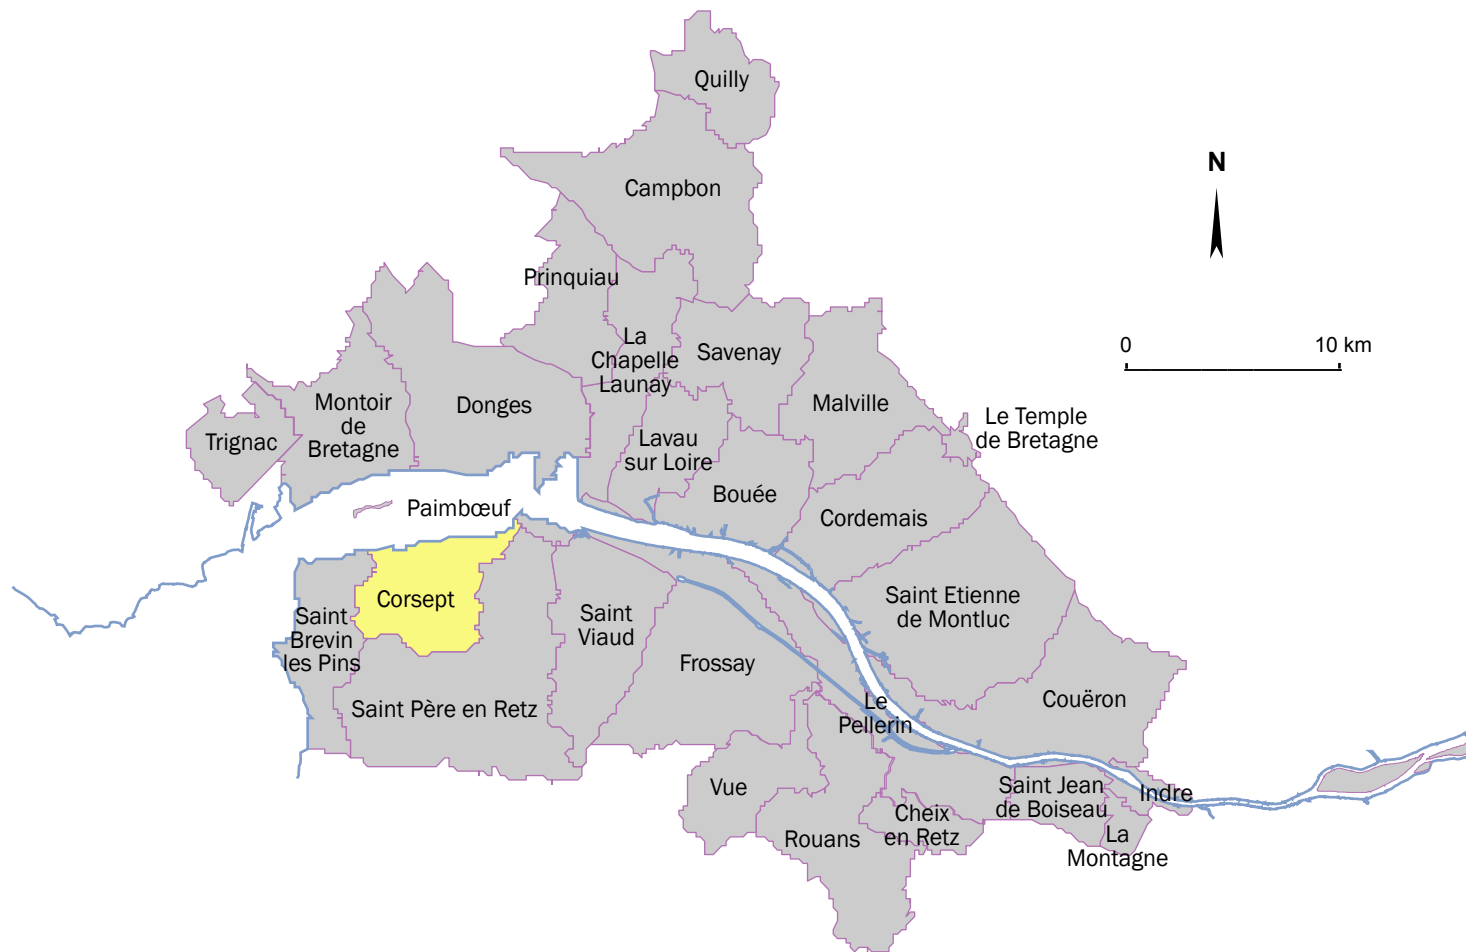 Quilly
N
Campbon
Prinquiau
0 10 km
La
Chapelle
Launay
Savenay
Montoir
de
Bretagne
Donges
Malville
Le Temple
de Bretagne
Trignac
Lavau
sur Loire
Bouée
Paimbœuf
Cordemais
Corsept
Saint
Brevin
les Pins
Saint
Viaud
Saint Etienne
de Montluc
Frossay
Saint Père en Retz
Le
Pellerin
Couëron
Vue
Saint Jean
de Boiseau
Indre
Rouans
Cheix
en Retz
La
Montagne